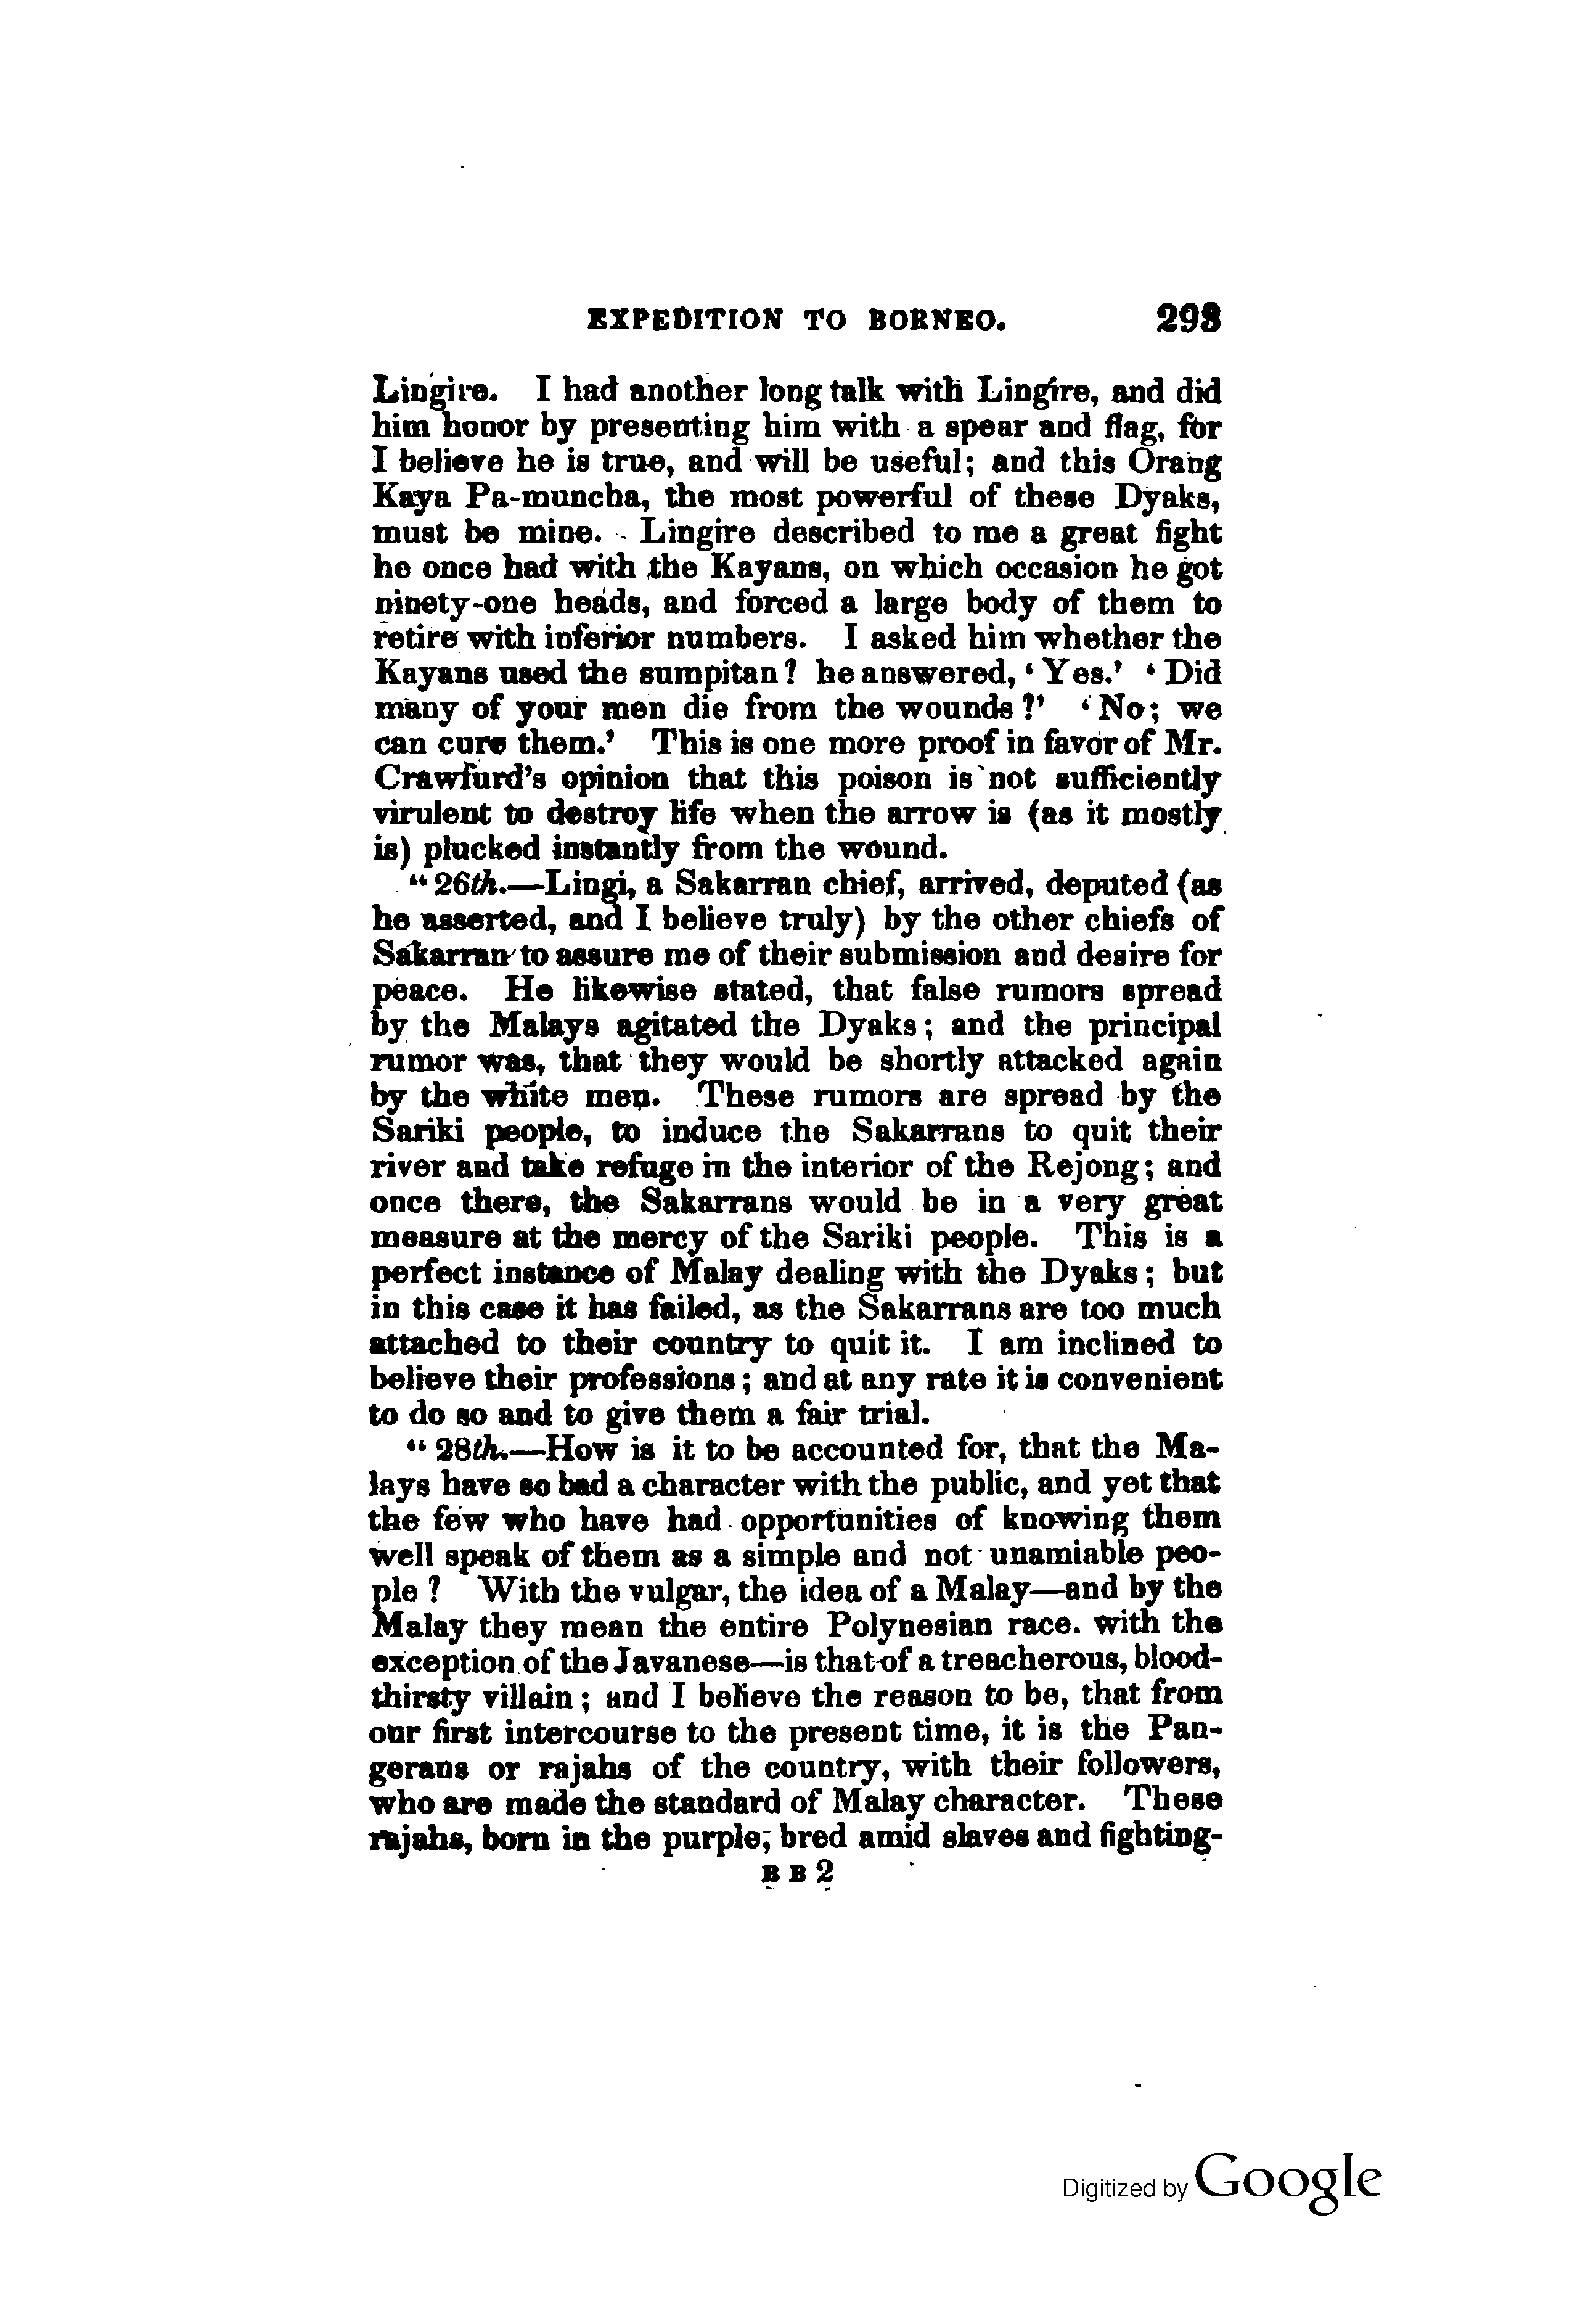 EXPEDITION TO BORNEO. 293
Lingire. I had another long talk with Lingire, and did
him honor by presenting him with a spear and flag, for
I believe he is true, and will be useful; and this Orang
Kaya Pa-muncha, the most powerful of these Dyaks,
must be mine. Lingire described to me a great fight
he once had with the Kayans, on which occasion he got
ninety-one heads, and forced a large body of them to
retire with inferior numbers. I asked him whether the
Kayans used the sumpitan? he answered, ‘Yes.’ ‘Did
many of your men die from the wounds?’ ‘No; we
can cure them.’ This is one more proof in favor of Mr.
Crawfurd's opinion that this poison is not sufficiently
virulent to destroy life when the arrow is (as it mostly
is) plucked instantly from the wound.
“26th.—Lingi, a Sakarran chief, arrived, deputed (as
he asserted, and I believe truly) by the other chiefs of
Sakarran to assure me of their submission and desire for
peace. He likewise stated, that false rumors spread
by the Malays agitated the Dyaks; and the principal
rumor was, that they would be shortly attacked again
by the white men. These rumors are spread by the
Sariki people, to induce the Sakarrans to quit their
river and take refuge in the interior of the Rejong; and
once there, the Sakarrans would be in a very great
measure at the mercy of the Sariki people. This is a
perfect instance of Malay dealing with the Dyaks; but
in this case it has failed, as the Sakarrans are too much
attached to their country to quit it. I am inclined to
believe their professions; and at any rate it is convenient
to do so and to give them a fair trial.
“28th.—How is it to be accounted for, that the Ma-
lays have so bad a character with the public, and yet that
the few who have had opportunities of knowing them
well speak of them as a simple and not unamiable peo-
ple? With the vulgar, the idea of a Malay—and by the
Malay they mean the entire Polynesian race. with the
exception of the Javanese—is that of a treacherous, blood-
thirsty villain; and I believe the reason to be, that from
our first intercourse to the present time, it is the Pan-
gerans or rajahs of the country, with their followers,
who are made the standard of Malay character. These
rajahs, born in the purple, bred amid slaves and fighting-
B B 2
Digitized by Google